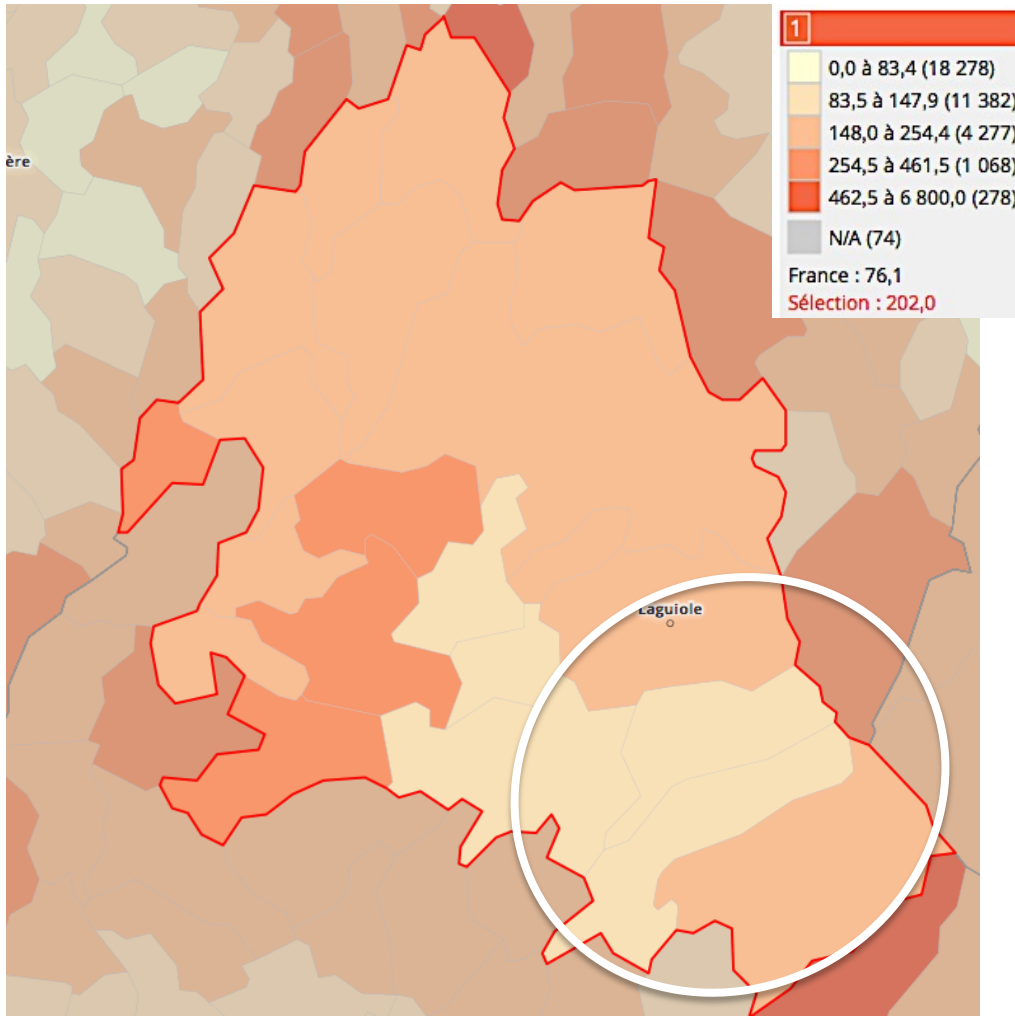 1
0,0 à 83,4 (18 278)
83,5 à 147,9 (11 382)
148,0 à 254,4 (4 277)
254,5 à 461,5 (1 068)
462,5 à 6 800,0 (278)
N/A (74)
France : 76,1
Sélection : 202,0
ère
Laguiole